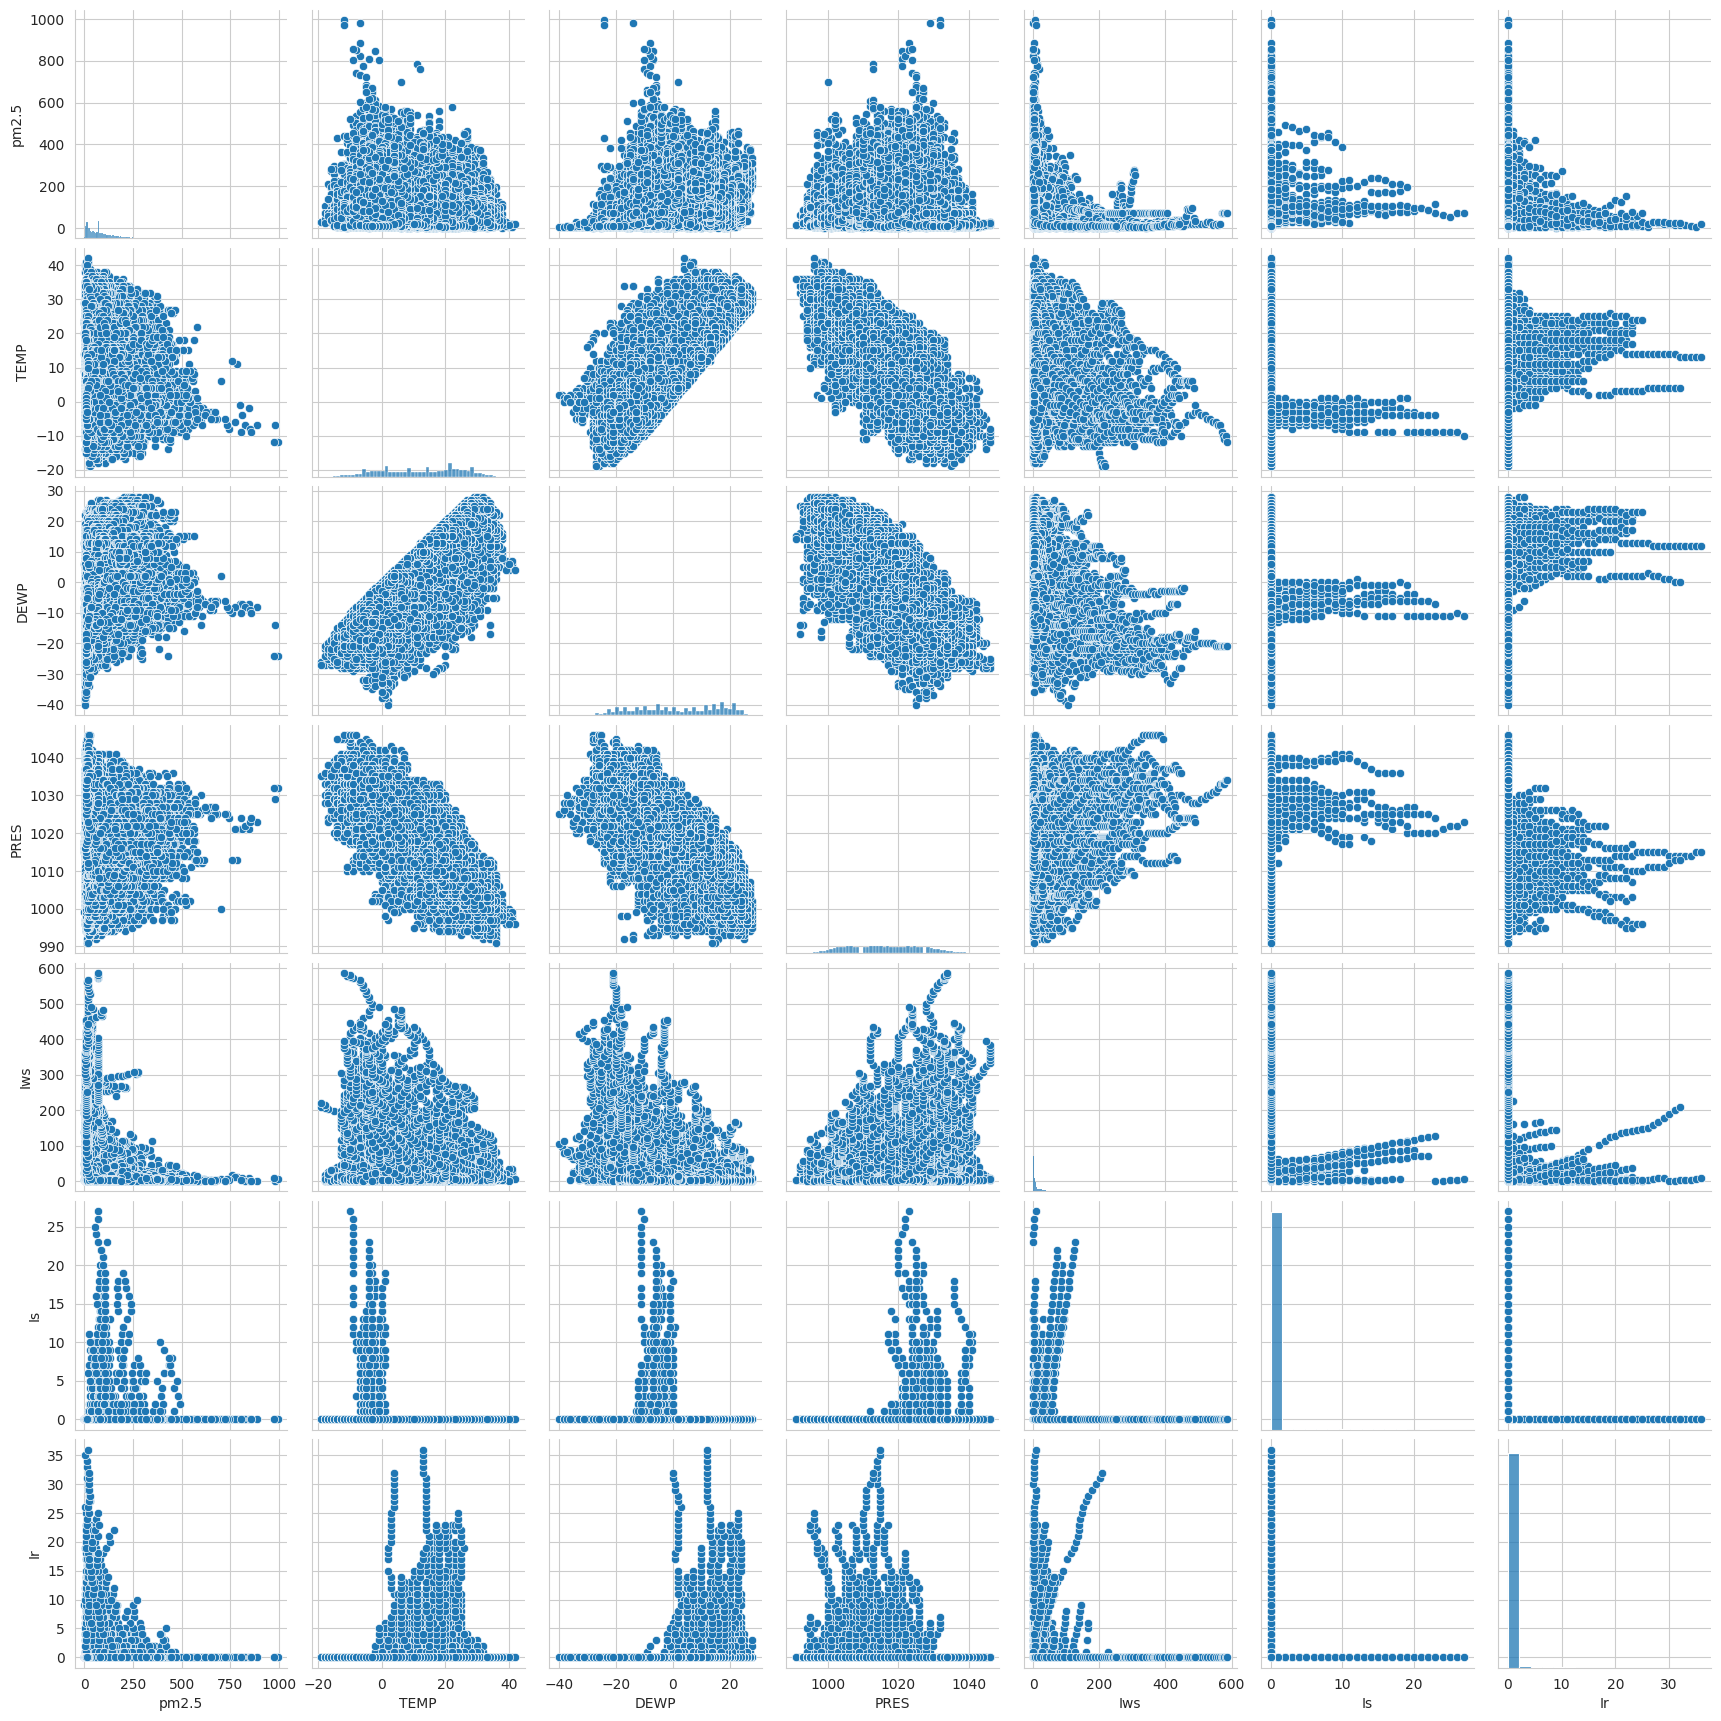 1000
800
600
400
200
0
pm2.5
40
30
20
10
0
−10
−20
TEMP
30
20
10
0
−10
−20
−30
−40
DEWP
1040
1030
1020
1010
1000
990
PRES
600
500
400
300
200
100
0
Iws
25
20
15
10
5
0
Is
35
30
25
20
15
10
5
0
Ir
0 250 500 750 1000
pm2.5
−20 0 20 40
TEMP
−40 −20 0 20
DEWP
1000 1020 1040
PRES
0 200 400 600
Iws
0 10 20
Is
0 10 20 30
Ir